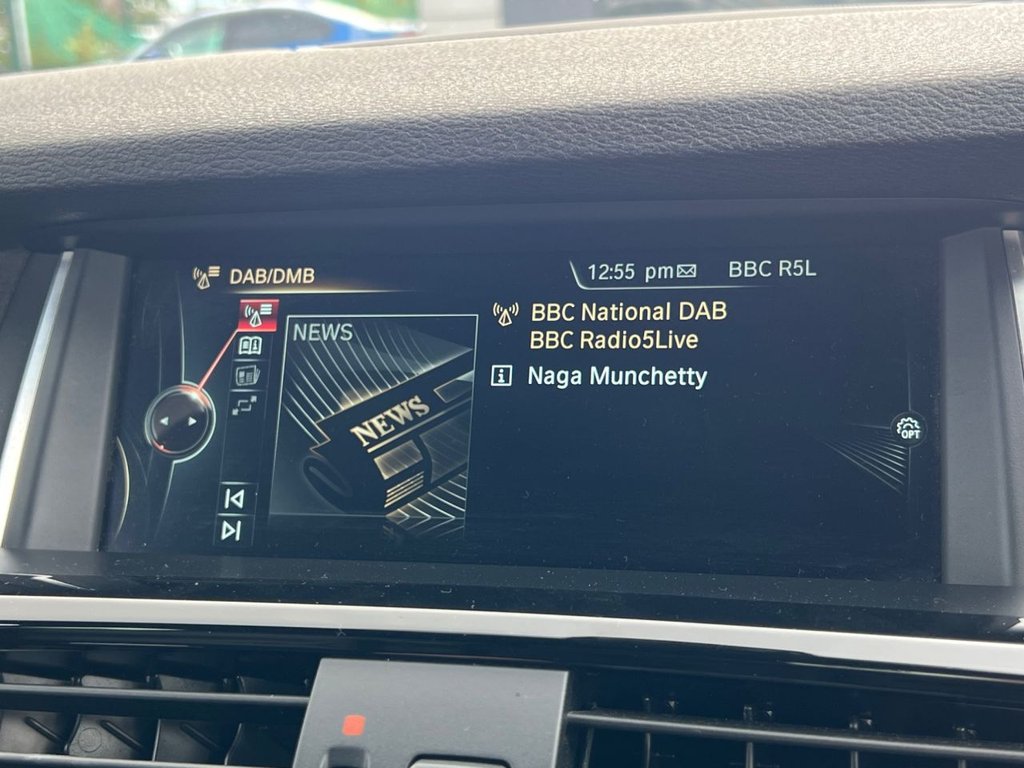 DAB/DMB
12:55 pm
BBC R5L
NEWS
NEWS
BBC National DAB
BBC Radio5Live
Naga Munchetty
OPT